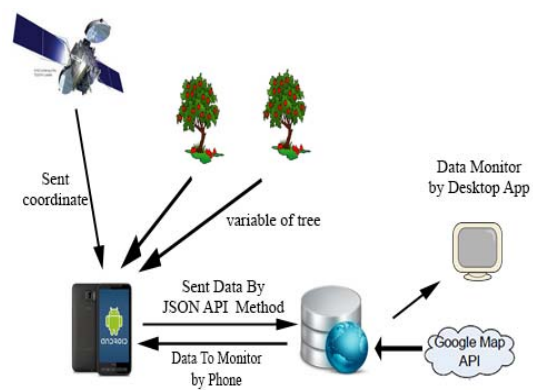 Sent
coordinate
variable of tree
Data Monitor
by Desktop App
Sent Data By
JSON API Method
Data To Monitor
by Phone
ANDROID
Google Map
API